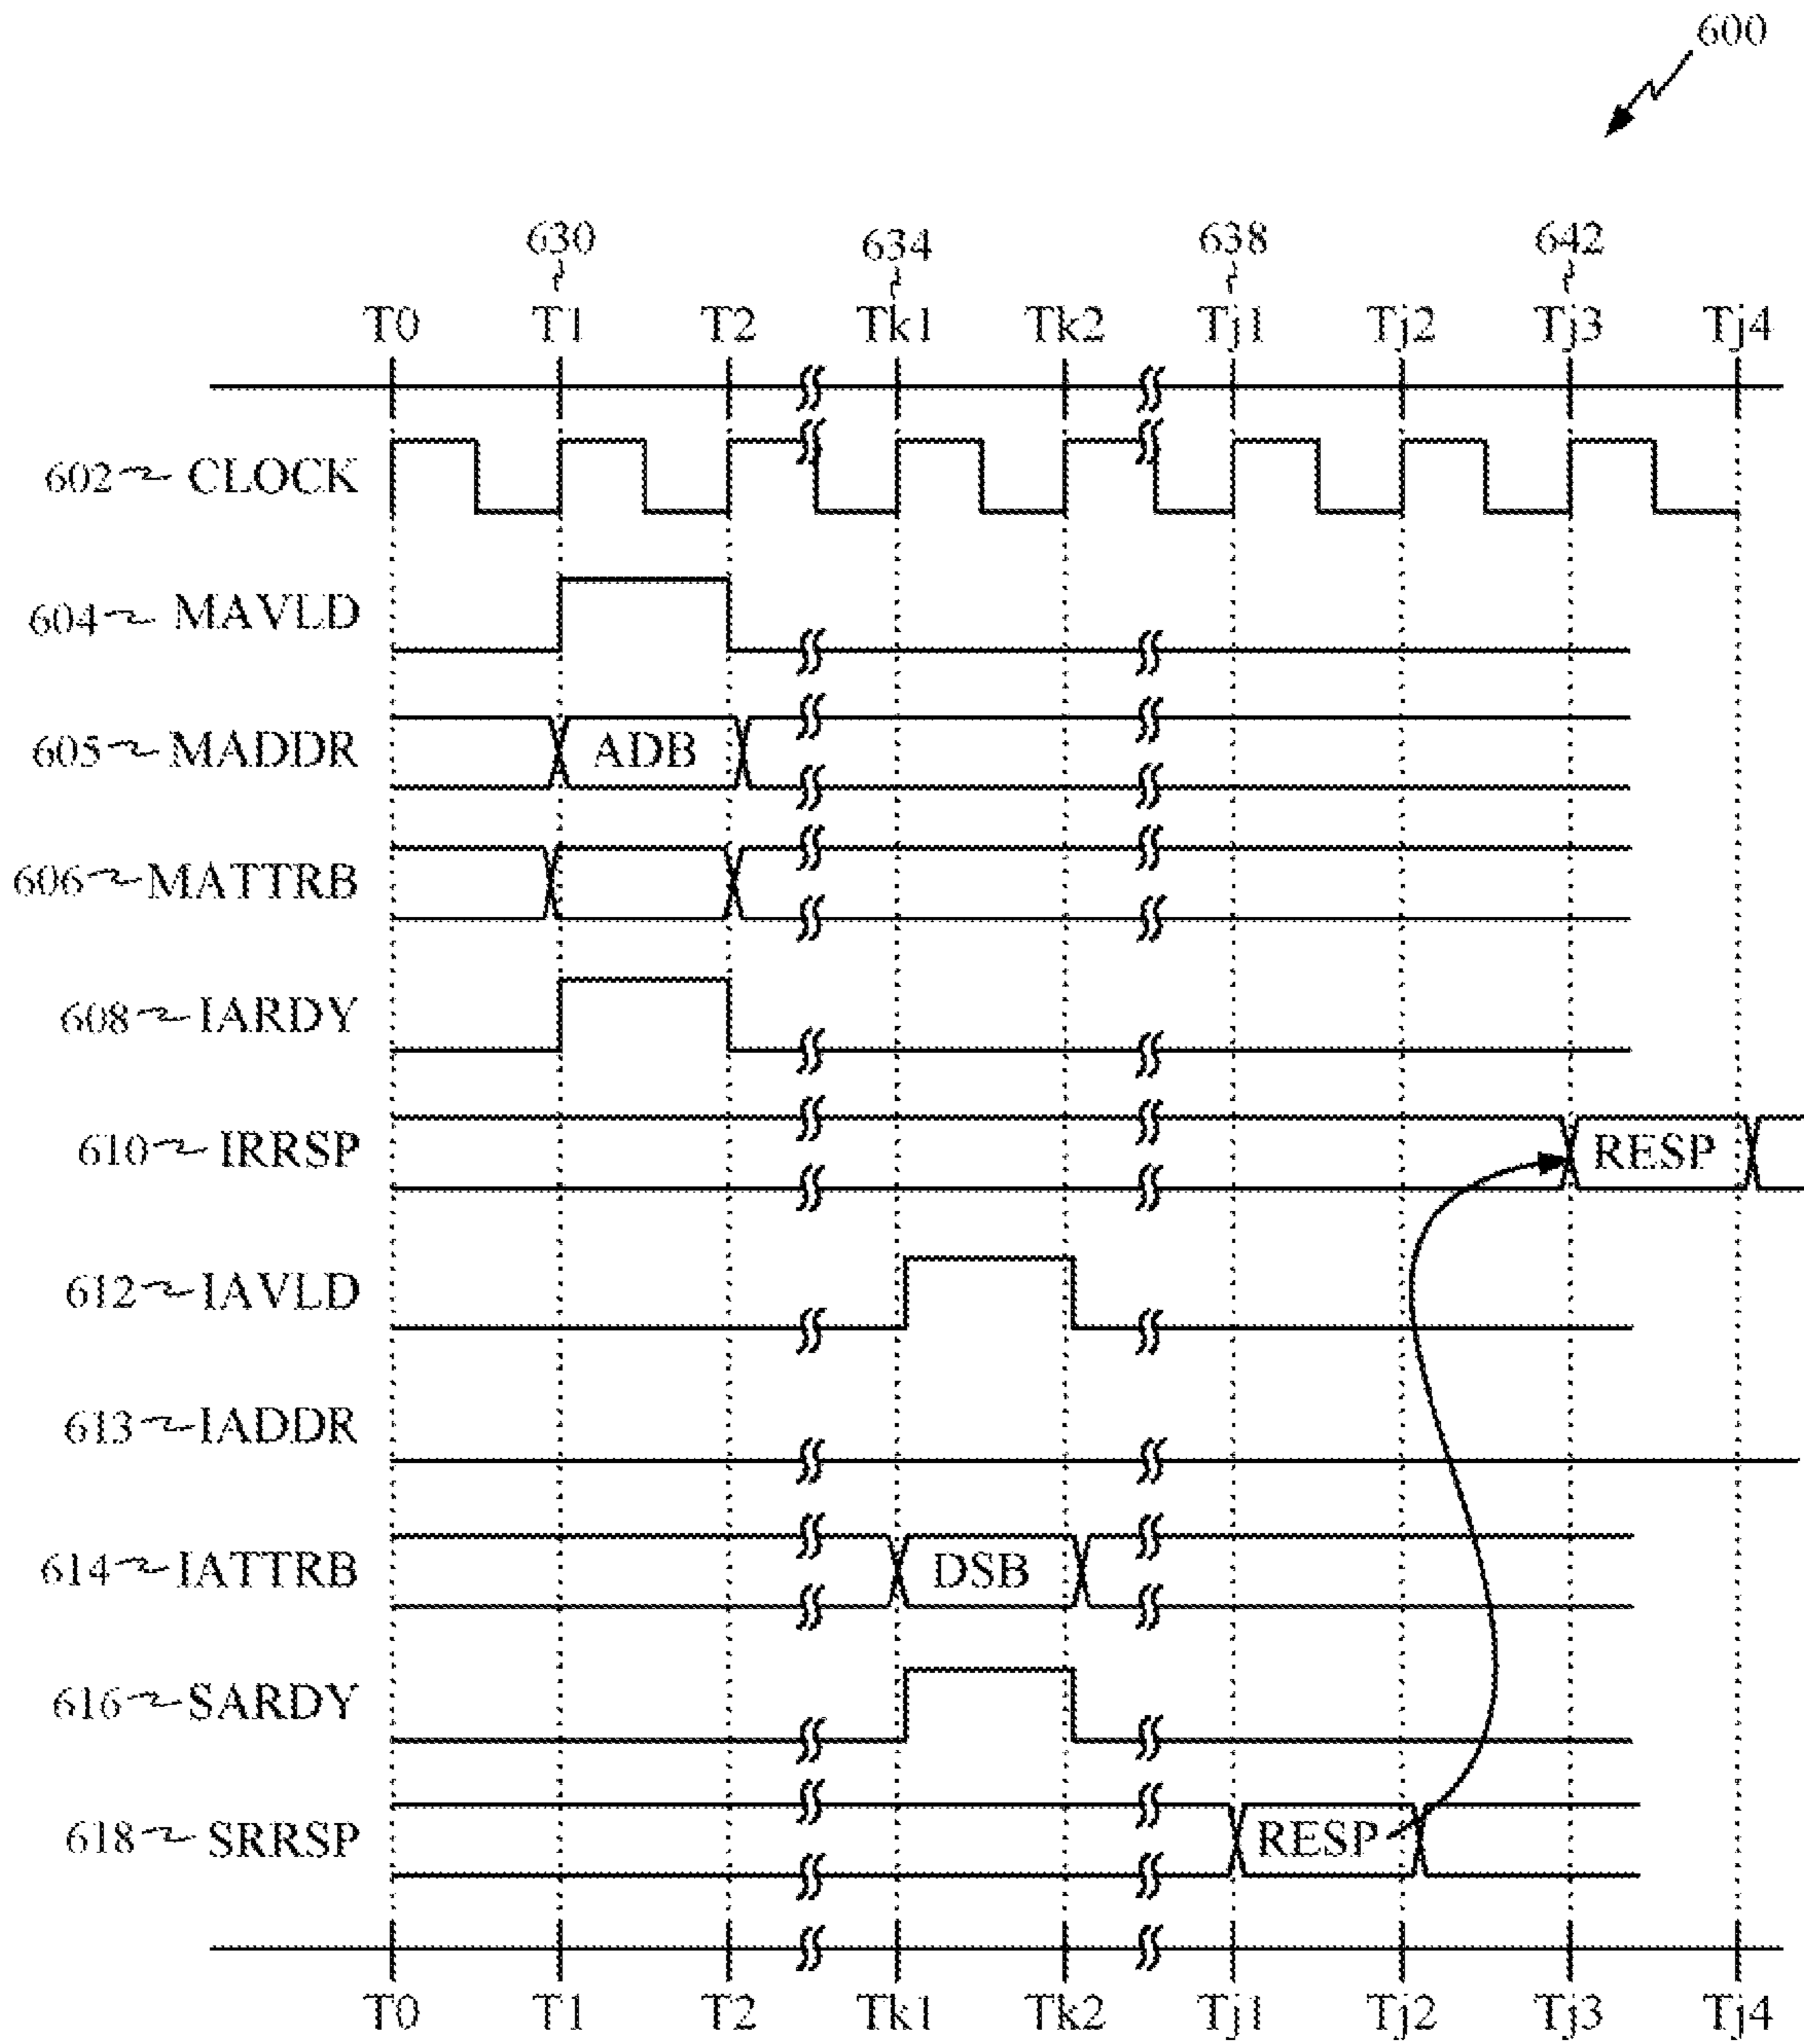 600
630 634 638 642
T0 T1 T2 Tk1 Tk2 Tj1 Tj2 Tj3 Tj4
602 CLOCK
604 MAVLD
605 MADDR ADB
606 MATTRB
608 IARDY
610 IRRSP RESP
612 IAVLD
613 IADDR
614 IATTRB DSB
616 SARDY
618 SRRSP RESP
T0 T1 T2 Tk1 Tk2 Tj1 Tj2 Tj3 Tj4